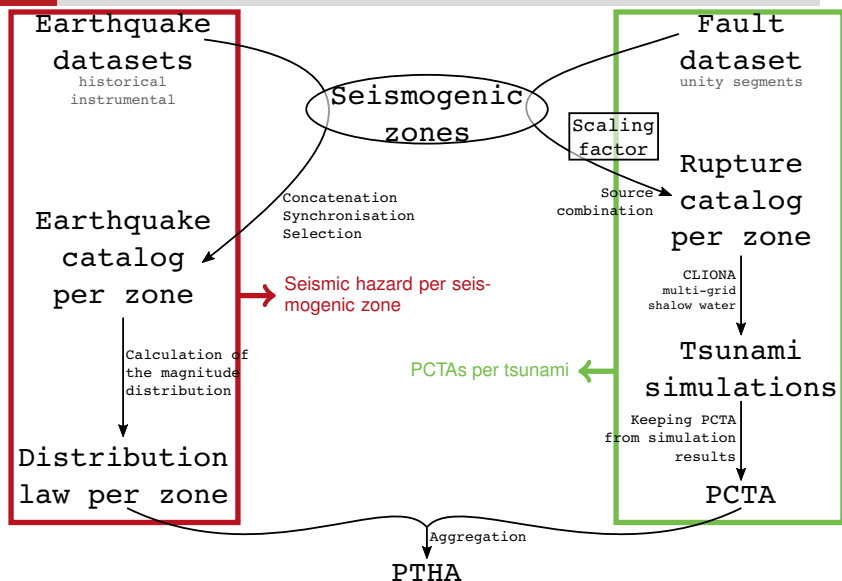 Earthquake
datasets
historical
instrumental
Seismogenic
zones
Fault
dataset
unity segments
Scaling
factor
Concatenation
Synchronisation
Selection
Source
combination
Earthquake
catalog
per zone
Rupture
catalog
per zone
Seismic hazard per seis-
mogenic zone
CLIONA
multi-grid
shalow water
Calculation of
the magnitude
distribution
PCTAs per tsunami
Tsunami
simulations
Keeping PCTA
from simulation
results
Distribution
law per zone
PCTA
Aggregation
PTHA